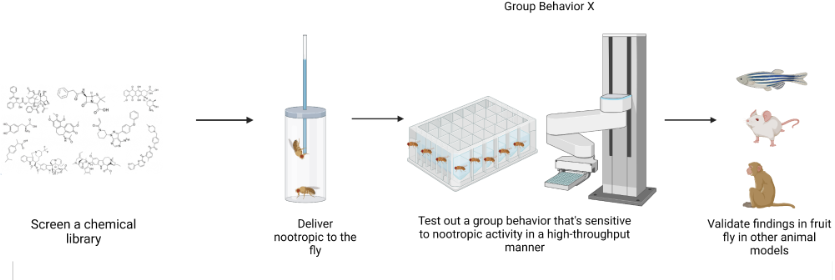 Group Behavior X
Screen a chemical
library
Deliver
nootropic to the
fly
Test out a group behavior that's sensitive
to nootropic activity in a high-throughput
manner
Validate findings in fruit
fly in other animal
models